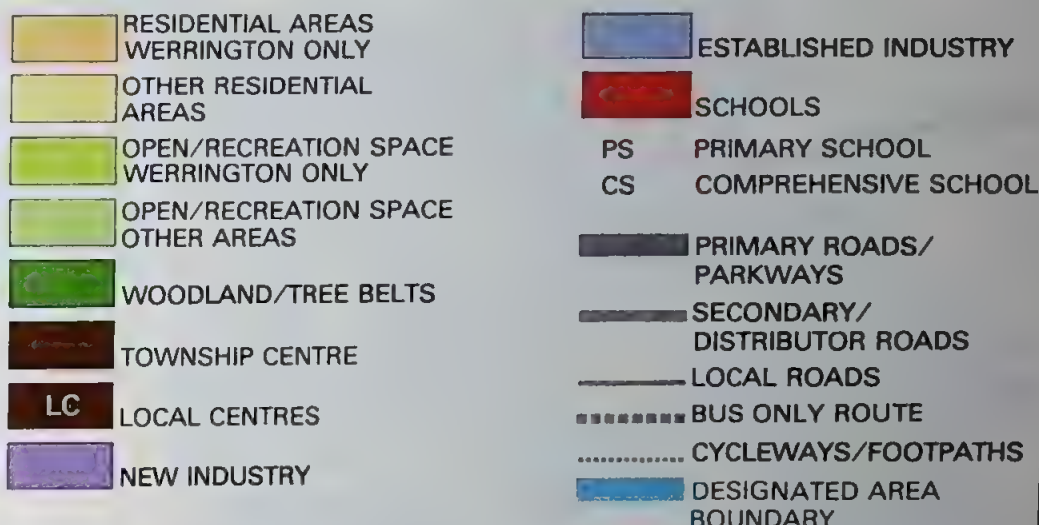 RESIDENTIAL AREAS
WERRINGTON ONLY
OTHER RESIDENTIAL
AREAS
OPEN/RECREATION SPACE
WERRINGTON ONLY
OPEN/RECREATION SPACE
OTHER AREAS
WOODLAND/TREE BELTS
TOWNSHIP CENTRE
LC LOCAL CENTRES
NEW INDUSTRY
ESTABLISHED INDUSTRY
SCHOOLS
PS PRIMARY SCHOOL
CS COMPREHENSIVE SCHOOL
PRIMARY ROADS/
PARKWAYS
SECONDARY/
DISTRIBUTOR ROADS
LOCAL ROADS
BUS ONLY ROUTE
CYCLEWAYS/FOOTPATHS
DESIGNATED AREA
BOUNDARY